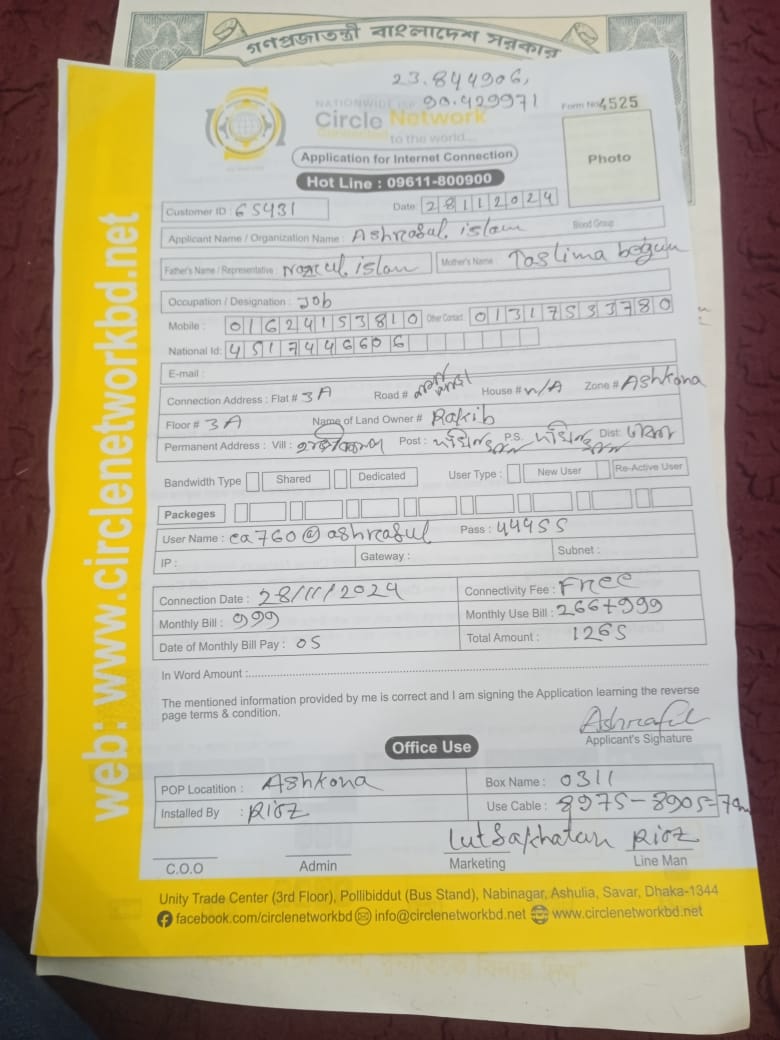 গণপ্রজাতন্ত্রী বাংলাদেশ সরকার
23.844906,
90.429971
NATIONWIDE ISP
Form No 4525
Circle Network
Connected to the world....
Application for Internet Connection
Photo
Hot Line : 09611-800900
Customer ID : 65431
Date: 28112024
Applicant Name / Organization Name : Ashraful islam Blood Group
Father's Name / Representative : islam Mother's Name : Taslima begum
Occupation / Designation : Job
Mobile : 01624153810 Other Contact 01317533780
National Id: 4517446606
E-mail :
Connection Address : Flat # 3A Road # House # n/A Zone # Ashkona
Floor # 3A Name of Land Owner # Rakib
Permanent Address : Vill : Post : P.S. Dist:
Bandwidth Type Shared Dedicated User Type : New User Re-Active User
Packeges
User Name : ca760@ashraful Pass : 44455
IP : Gateway : Subnet :
Connection Date : 28/11/2024 Connectivity Fee : Free
Monthly Bill : 999 Monthly Use Bill : 266+999
Date of Monthly Bill Pay : 05 Total Amount : 1265
In Word Amount :
The mentioned information provided by me is correct and I am signing the Application learning the reverse
page terms & condition.
Ashraful
Applicant's Signature
Office Use
POP Locatition : Ashkona Box Name : 0311
Installed By : Use Cable : 8975-8905=70m
C.O.O Admin Marketing Line Man
Unity Trade Center (3rd Floor), Pollibiddut (Bus Stand), Nabinagar, Ashulia, Savar, Dhaka-1344
facebook.com/circlenetworkbd info@circlenetworkbd.net www.circlenetworkbd.net
web: www.circlenetworkbd.net